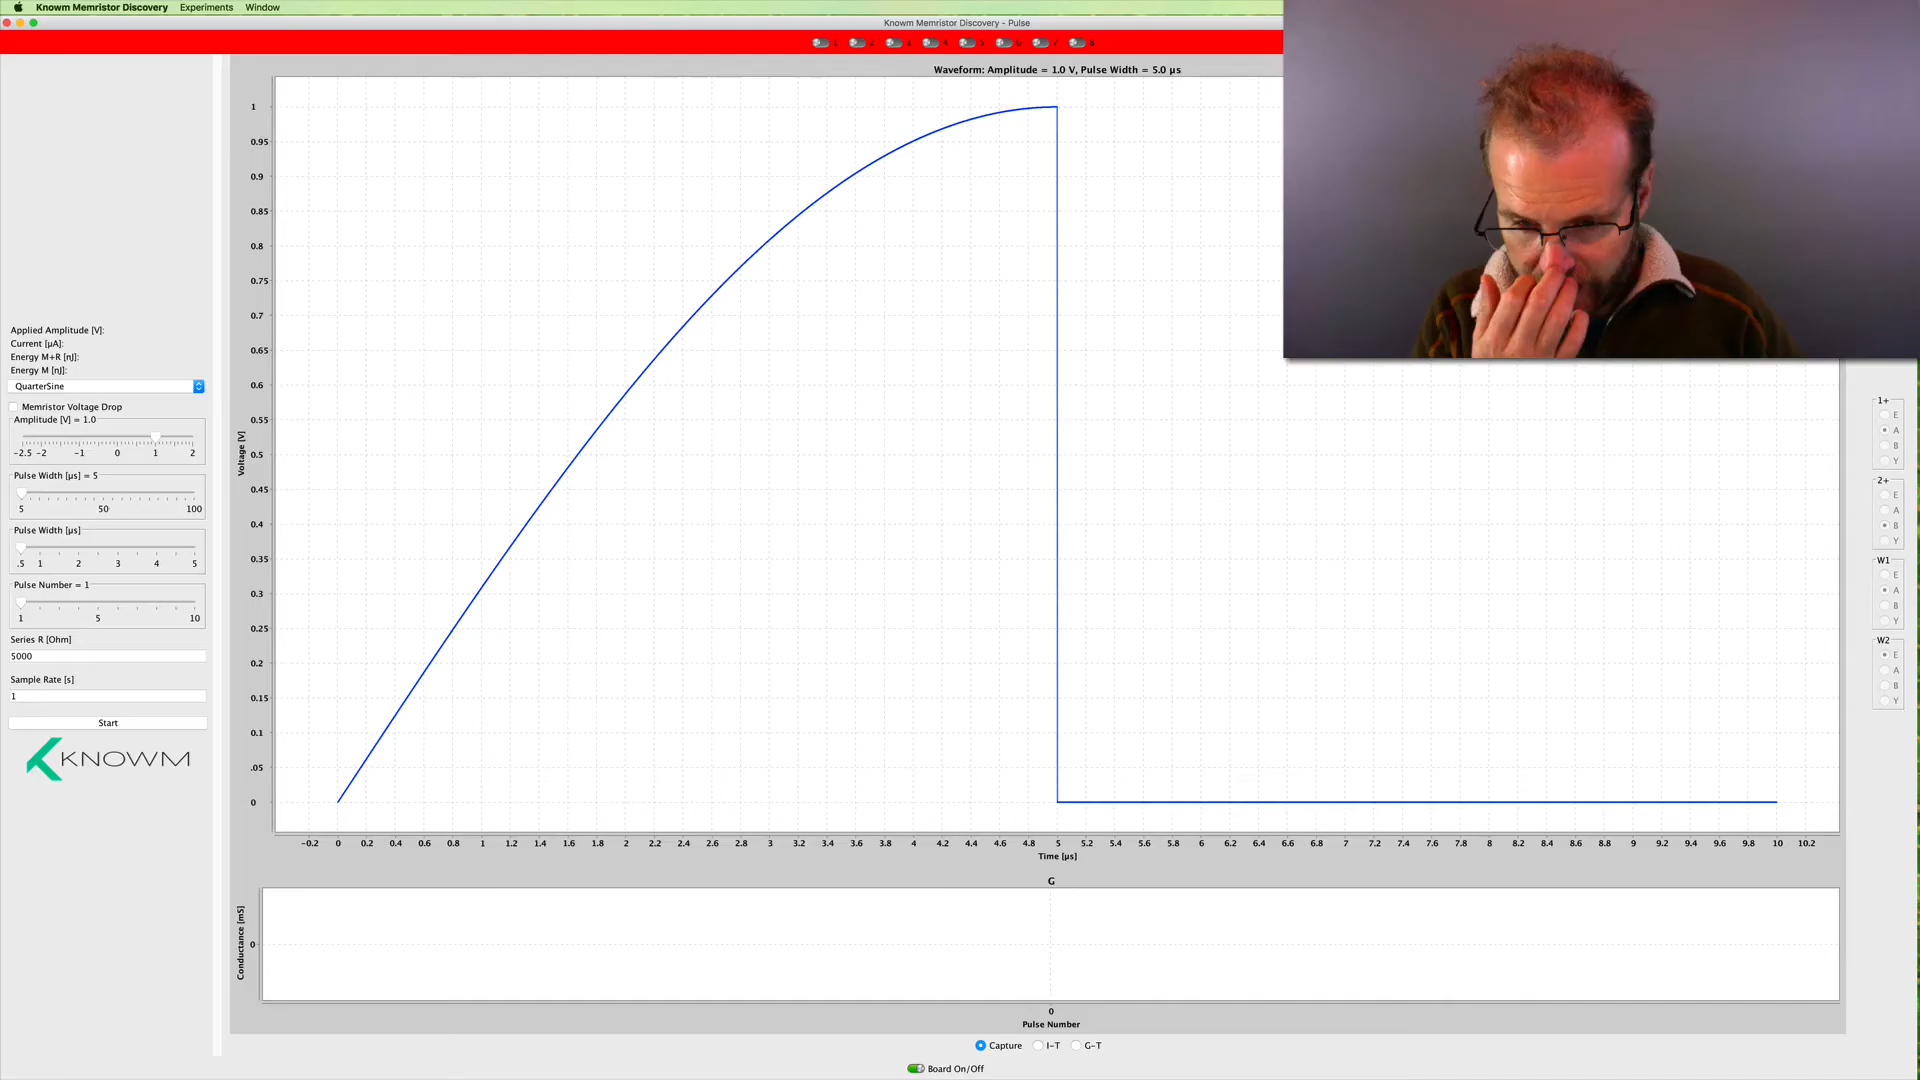 Knowm Memristor Discovery Experiments Window
Knowm Memristor Discovery - Pulse
1 2 3 4 5 6 7 8
Waveform: Amplitude = 1.0 V, Pulse Width = 5.0 µs
1
0.95
0.9
0.85
0.8
0.75
0.7
0.65
0.6
0.55
0.5
0.45
0.4
0.35
0.3
0.25
0.2
0.15
0.1
.05
0
Voltage [V]
-0.2 0 0.2 0.4 0.6 0.8 1 1.2 1.4 1.6 1.8 2 2.2 2.4 2.6 2.8 3 3.2 3.4 3.6 3.8 4 4.2 4.4 4.6 4.8 5 5.2 5.4 5.6 5.8 6 6.2 6.4 6.6 6.8 7 7.2 7.4 7.6 7.8 8 8.2 8.4 8.6 8.8 9 9.2 9.4 9.6 9.8 10 10.2
Time [µs]
Applied Amplitude [V]:
Current [µA]:
Energy M+R [nJ]:
Energy M [nJ]:
QuarterSine
Memristor Voltage Drop
Amplitude [V] = 1.0
-2.5 -2 -1 0 1 2
Pulse Width [µs] = 5
5 50 100
Pulse Width [µs]
.5 1 2 3 4 5
Pulse Number = 1
1 5 10
Series R [Ohm]
5000
Sample Rate [s]
1
Start
KNOWM
1+
E
A
B
Y
2+
E
A
B
Y
W1
E
A
B
Y
W2
E
A
B
Y
G
Conductance [mS]
0
0
Pulse Number
Capture I-T G-T
Board On/Off